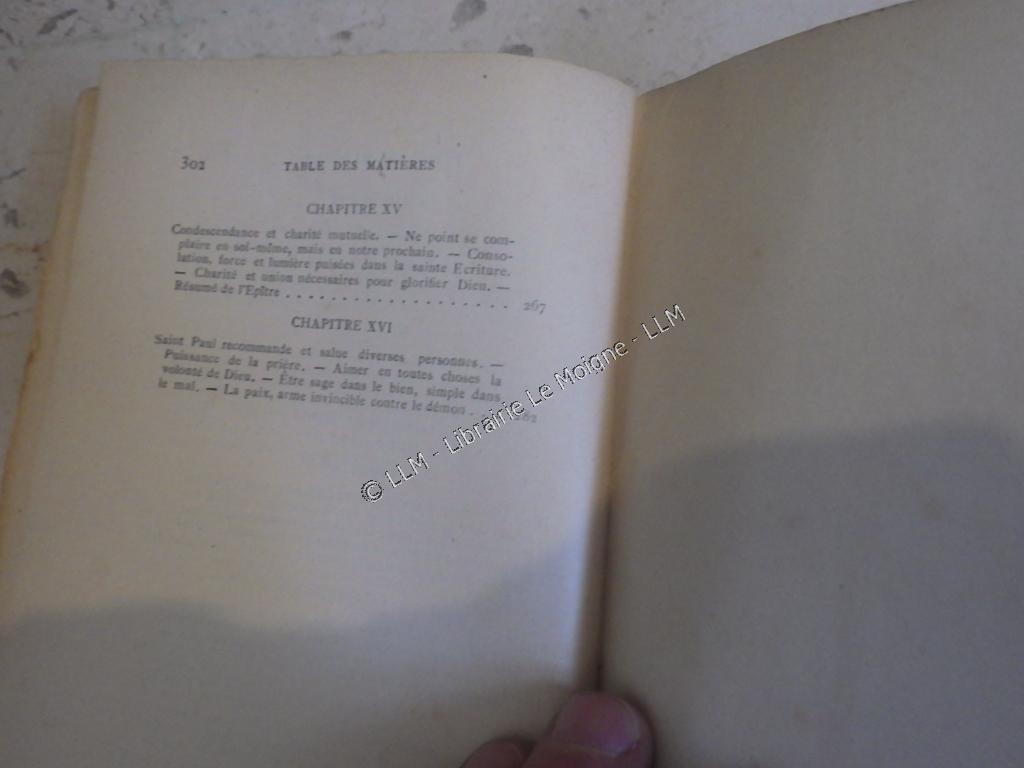 302 TABLE DES MATIÈRES
CHAPITRE XV
Condescendance et charité mutuelle. — Ne point se com-
plaire en soi-même, mais en notre prochain. — Conso-
lation, force et lumière puisées dans la sainte Ecriture.
— Charité et union nécessaires pour glorifier Dieu. —
Résumé de l'Epître . . . . . . . . . . . . . . . . . . . . 267
CHAPITRE XVI
Saint Paul recommande et salue diverses personnes. —
Puissance de la prière. — Aimer en toutes choses la
volonté de Dieu. — Être sage dans le bien, simple dans
le mal. — La paix, arme invincible contre le démon .
© LLM - Librairie Le Moigne - LLM